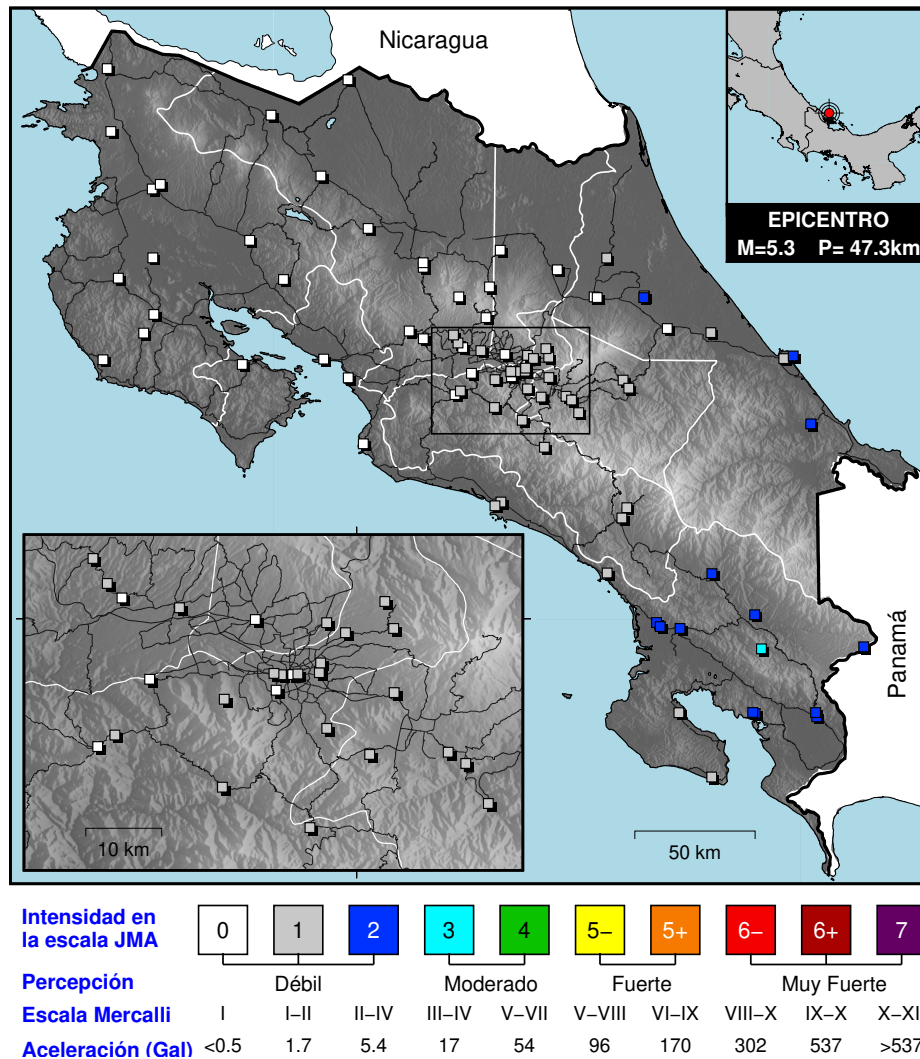 Nicaragua
EPICENTRO
M=5.3 P= 47.3km
Panamá
10 km
50 km
Intensidad en la escala JMA
0 1 2 3 4 5− 5+ 6− 6+ 7
Percepción Débil Moderado Fuerte Muy Fuerte
Escala Mercalli I I−II II−IV III−IV V−VII V−VIII VI−IX VIII−X IX−X X−XI
Aceleración (Gal) <0.5 1.7 5.4 17 54 96 170 302 537 >537